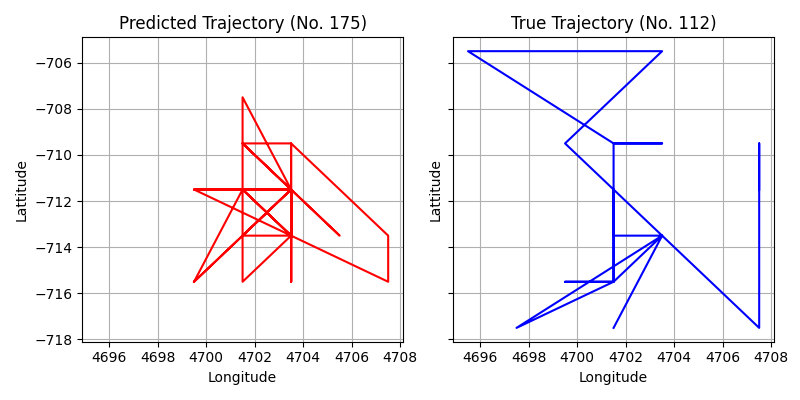 Predicted Trajectory (No. 175)
True Trajectory (No. 112)
Lattitude
−706
−708
−710
−712
−714
−716
−718
4696 4698 4700 4702 4704 4706 4708
Longitude
Lattitude
4696 4698 4700 4702 4704 4706 4708
Longitude